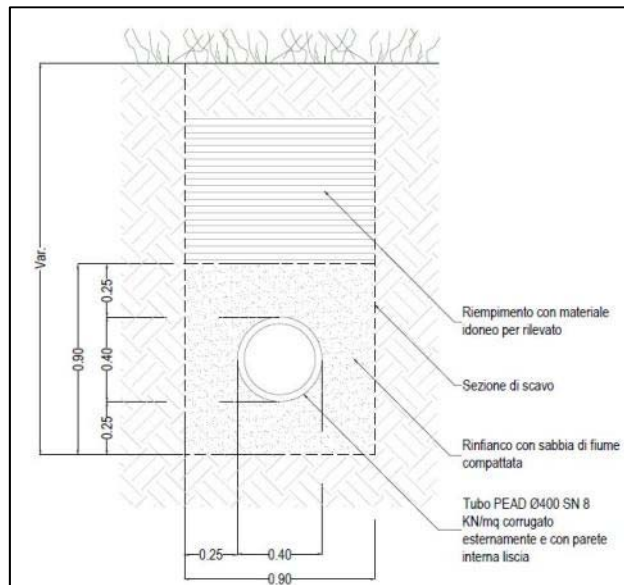 Var.
0.90
0.25
0.40
0.25
Riempimento con materiale
idoneo per rilevato
Sezione di scavo
Rinfianco con sabbia di fiume
compattata
Tubo PEAD Ø400 SN 8
KN/mq corrugato
esternamente e con parete
interna liscia
0.25
0.40
0.90